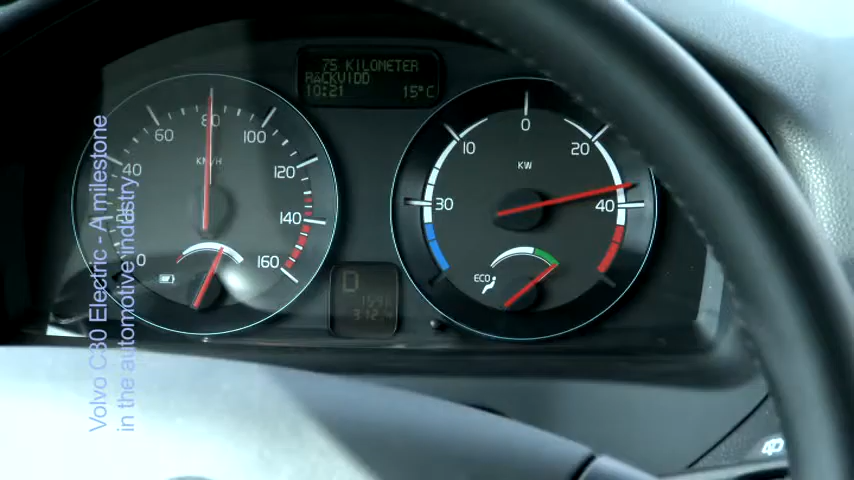 75 KILOMETER
RÄCKVIDD
10:21 15°C
0
40
60
80
100
120
140
160
KM/H
30
10
0
20
40
KW
ECO
D
Volvo C30 Electric - A milestone
in the automotive industry